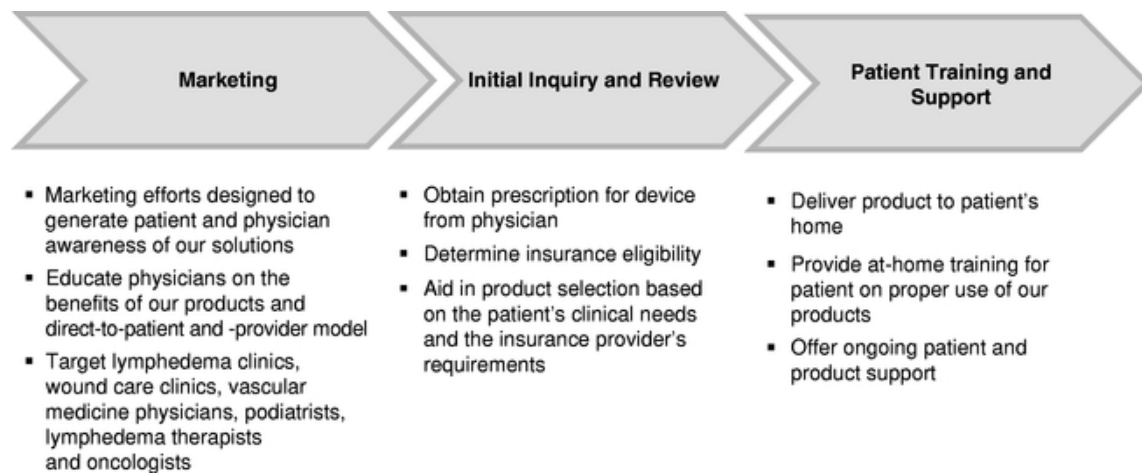 Marketing
Initial Inquiry and Review
Patient Training and
Support
▪ Marketing efforts designed to
generate patient and physician
awareness of our solutions
▪ Educate physicians on the
benefits of our products and
direct-to-patient and -provider model
▪ Target lymphedema clinics,
wound care clinics, vascular
medicine physicians, podiatrists,
lymphedema therapists
and oncologists
▪ Obtain prescription for device
from physician
▪ Determine insurance eligibility
▪ Aid in product selection based
on the patient's clinical needs
and the insurance provider's
requirements
▪ Deliver product to patient's
home
▪ Provide at-home training for
patient on proper use of our
products
▪ Offer ongoing patient and
product support